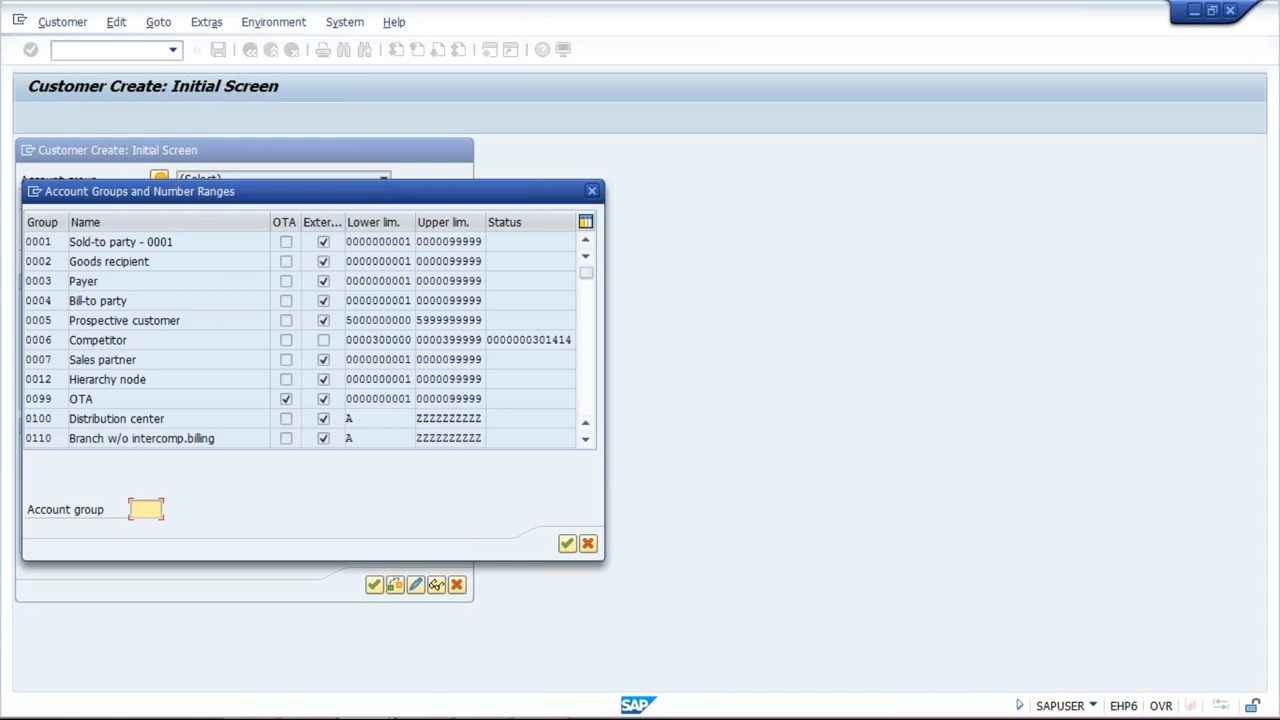 Customer Edit Goto Extras Environment System Help
Customer Create: Initial Screen
Customer Create: Initial Screen
(Select)
Account Groups and Number Ranges
Group Name OTA Exter... Lower lim. Upper lim. Status
0001 Sold-to party - 0001 0000000001 0000099999
0002 Goods recipient 0000000001 0000099999
0003 Payer 0000000001 0000099999
0004 Bill-to party 0000000001 0000099999
0005 Prospective customer 5000000000 5999999999
0006 Competitor 0000300000 0000399999 0000000301414
0007 Sales partner 0000000001 0000099999
0012 Hierarchy node 0000000001 0000099999
0099 OTA 0000000001 0000099999
0100 Distribution center A ZZZZZZZZZZ
0110 Branch w/o intercomp.billing A ZZZZZZZZZZ
Account group
SAP SAPUSER EHP6 OVR